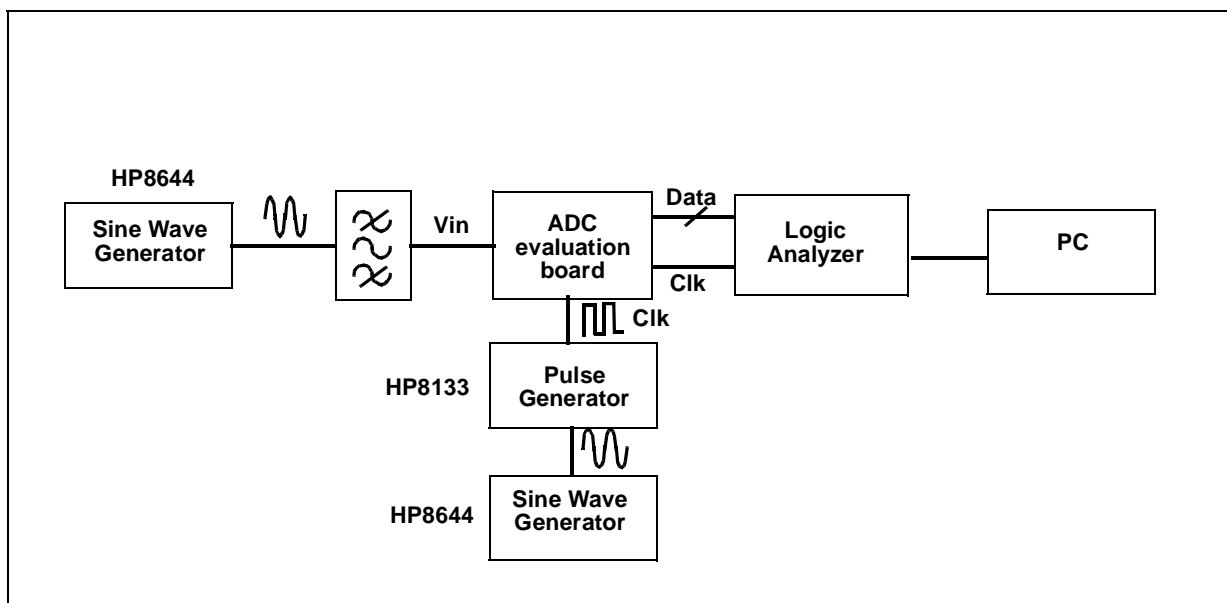 HP8644
Sine Wave
Generator
Vin
ADC
evaluation
board
Data
Clk
Logic
Analyzer
PC
Clk
HP8133
Pulse
Generator
HP8644
Sine Wave
Generator